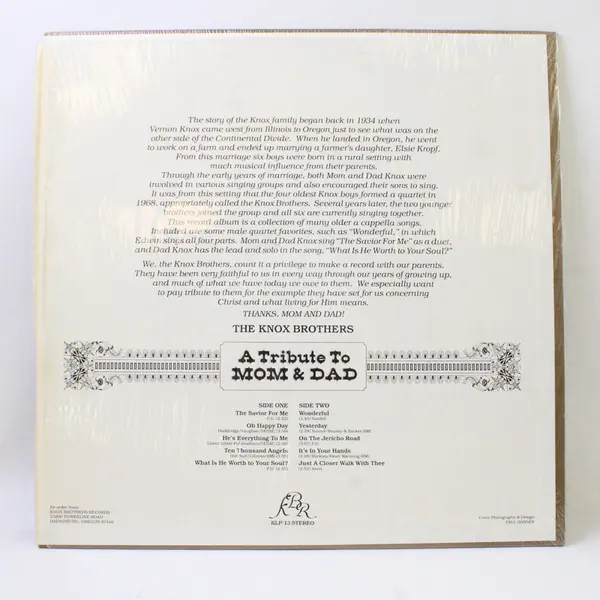 The story of the Knox family began back in 1934 when
Vernon Knox came west from Illinois to Oregon just to see what was on the
other side of the Continental Divide. When he landed in Oregon, he went
to work on a farm and ended up marrying a farmer's daughter, Elsie Kropf.
From this marriage six boys were born in a rural setting with
much musical influence from their parents.
Through the early years of marriage, both Mom and Dad Knox were
involved in various singing groups and also encouraged their sons to sing.
It was from this setting that the four oldest Knox boys formed a quartet in
1968, appropriately called the Knox Brothers. Several years later, the two younger
brothers joined the group and all six are currently singing together.
This record album is a collection of many older a cappella songs.
Included are some male quartet favorites, such as "Wonderful," in which
Edwin sings all four parts. Mom and Dad Knox sing "The Savior For Me" as a duet,
and Dad Knox has the lead and solo in the song, "What Is He Worth to Your Soul?"
We, the Knox Brothers, count it a privilege to make a record with our parents.
They have been very faithful to us in every way through our years of growing up,
and much of what we have today we owe to them. We especially want
to pay tribute to them for the example they have set for us concerning
Christ and what living for Him means.
THANKS, MOM AND DAD!
THE KNOX BROTHERS
A Tribute To
MOM & DAD
SIDE ONE
The Savior For Me
Oh Happy Day
He's Everything To Me
Ten Thousand Angels
What Is He Worth to Your Soul?
SIDE TWO
Wonderful
Yesterday
On The Jericho Road
It's In Your Hands
Just A Closer Walk With Thee
KBR
KLP-13 STEREO
KNOX BROTHERS RECORDS
Cover Photography & Design: